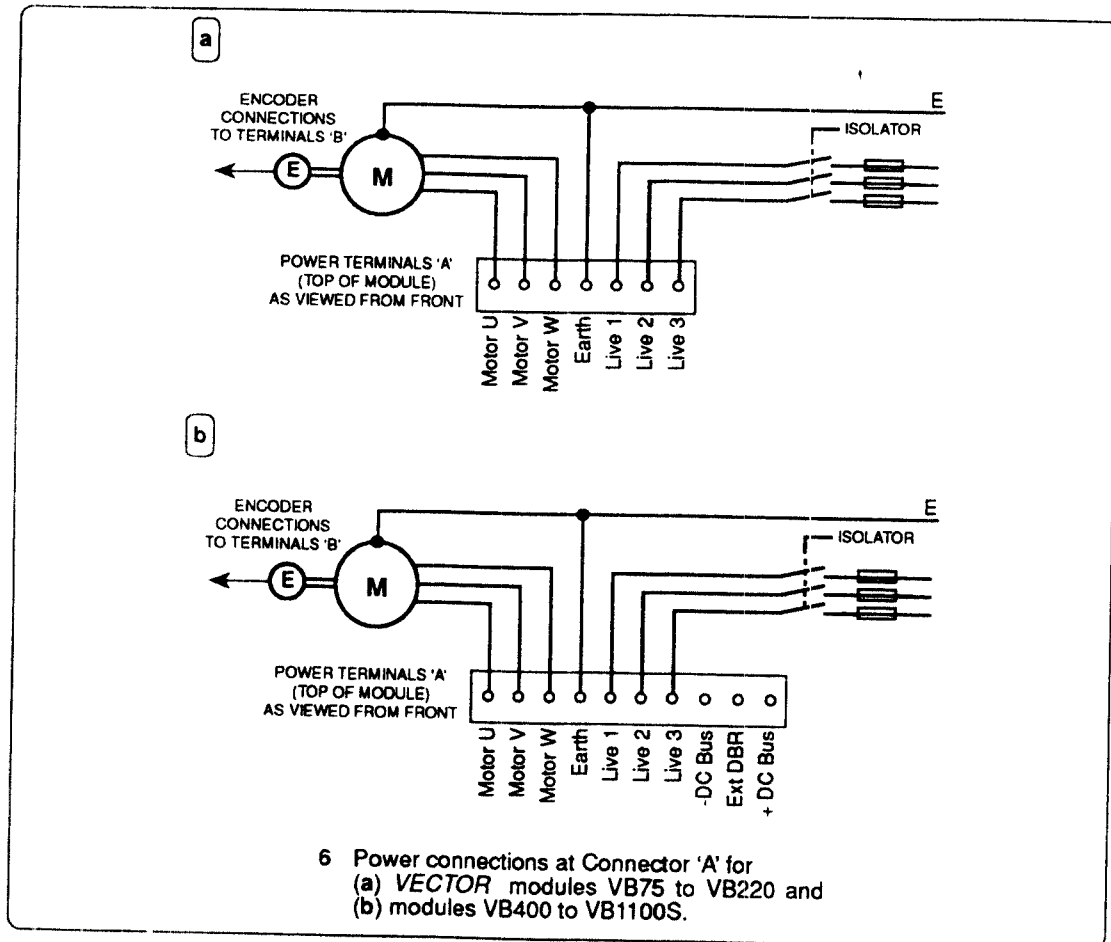 a
E
ENCODER
CONNECTIONS
TO TERMINALS 'B'
ISOLATOR
E
M
POWER TERMINALS 'A'
(TOP OF MODULE)
AS VIEWED FROM FRONT
Motor U
Motor V
Motor W
Earth
Live 1
Live 2
Live 3
b
E
ENCODER
CONNECTIONS
TO TERMINALS 'B'
ISOLATOR
E
M
POWER TERMINALS 'A'
(TOP OF MODULE)
AS VIEWED FROM FRONT
Motor U
Motor V
Motor W
Earth
Live 1
Live 2
Live 3
-DC Bus
Ext DBR
+ DC Bus
6 Power connections at Connector 'A' for
(a) VECTOR modules VB75 to VB220 and
(b) modules VB400 to VB1100S.